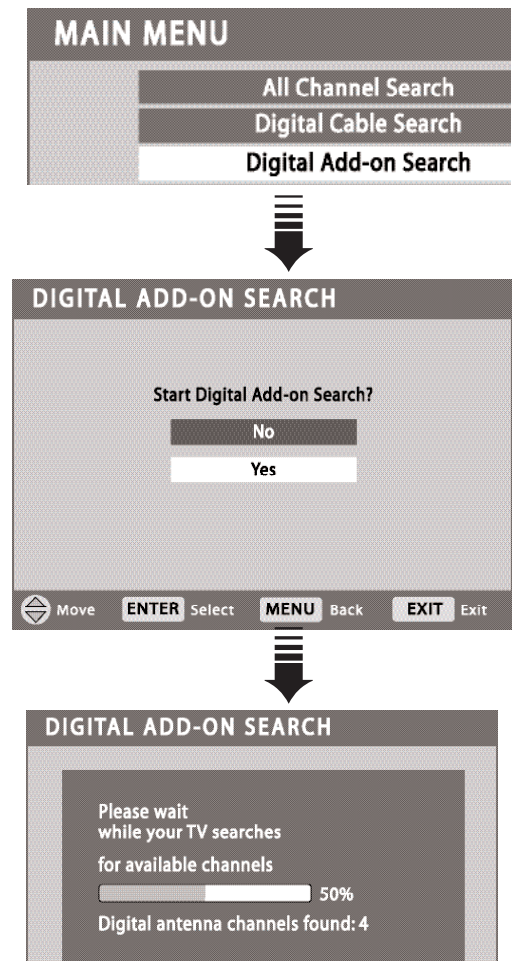 MAIN MENU
All Channel Search
Digital Cable Search
Digital Add-on Search
DIGITAL ADD-ON SEARCH
Start Digital Add-on Search?
No
Yes
Move ENTER Select MENU Back EXIT Exit
DIGITAL ADD-ON SEARCH
Please wait
while your TV searches
for available channels
50%
Digital antenna channels found: 4